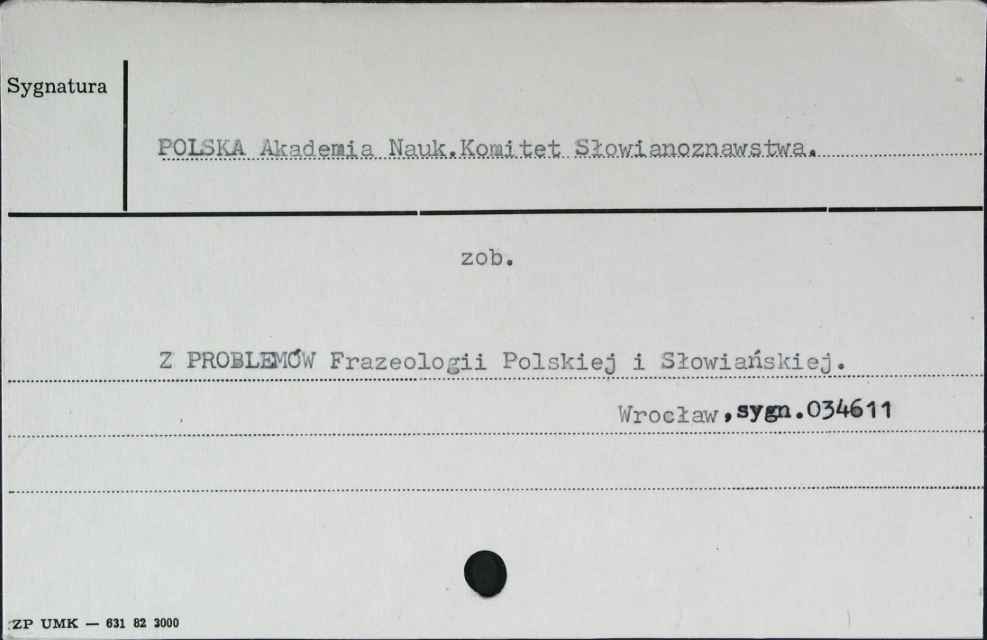 Sygnatura
POLSKA Akademia Nauk.Komitet Słowianoznawstwa.
zob.
Z PROBLEMÓW Frazeologii Polskiej i Słowiańskiej.
Wrocław,sygn.034611
ZP UMK — 631 82 3000